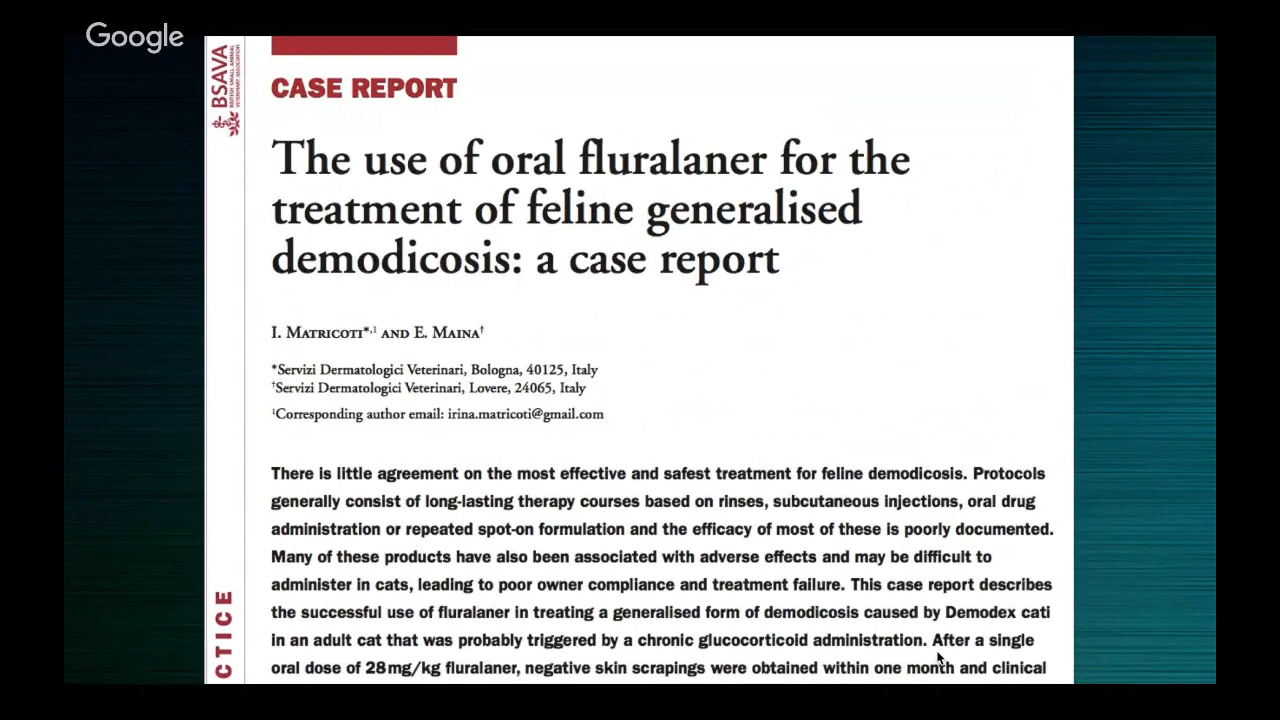 Google
BSAVA
BRITISH SMALL ANIMAL
VETERINARY ASSOCIATION
CASE REPORT
The use of oral fluralaner for the
treatment of feline generalised
demodicosis: a case report
I. Matricoti*,1 and E. Maina†
*Servizi Dermatologici Veterinari, Bologna, 40125, Italy
†Servizi Dermatologici Veterinari, Lovere, 24065, Italy
1Corresponding author email: irina.matricoti@gmail.com
There is little agreement on the most effective and safest treatment for feline demodicosis. Protocols
generally consist of long-lasting therapy courses based on rinses, subcutaneous injections, oral drug
administration or repeated spot-on formulation and the efficacy of most of these is poorly documented.
Many of these products have also been associated with adverse effects and may be difficult to
administer in cats, leading to poor owner compliance and treatment failure. This case report describes
the successful use of fluralaner in treating a generalised form of demodicosis caused by Demodex cati
in an adult cat that was probably triggered by a chronic glucocorticoid administration. After a single
oral dose of 28 mg/kg fluralaner, negative skin scrapings were obtained within one month and clinical
CTICE